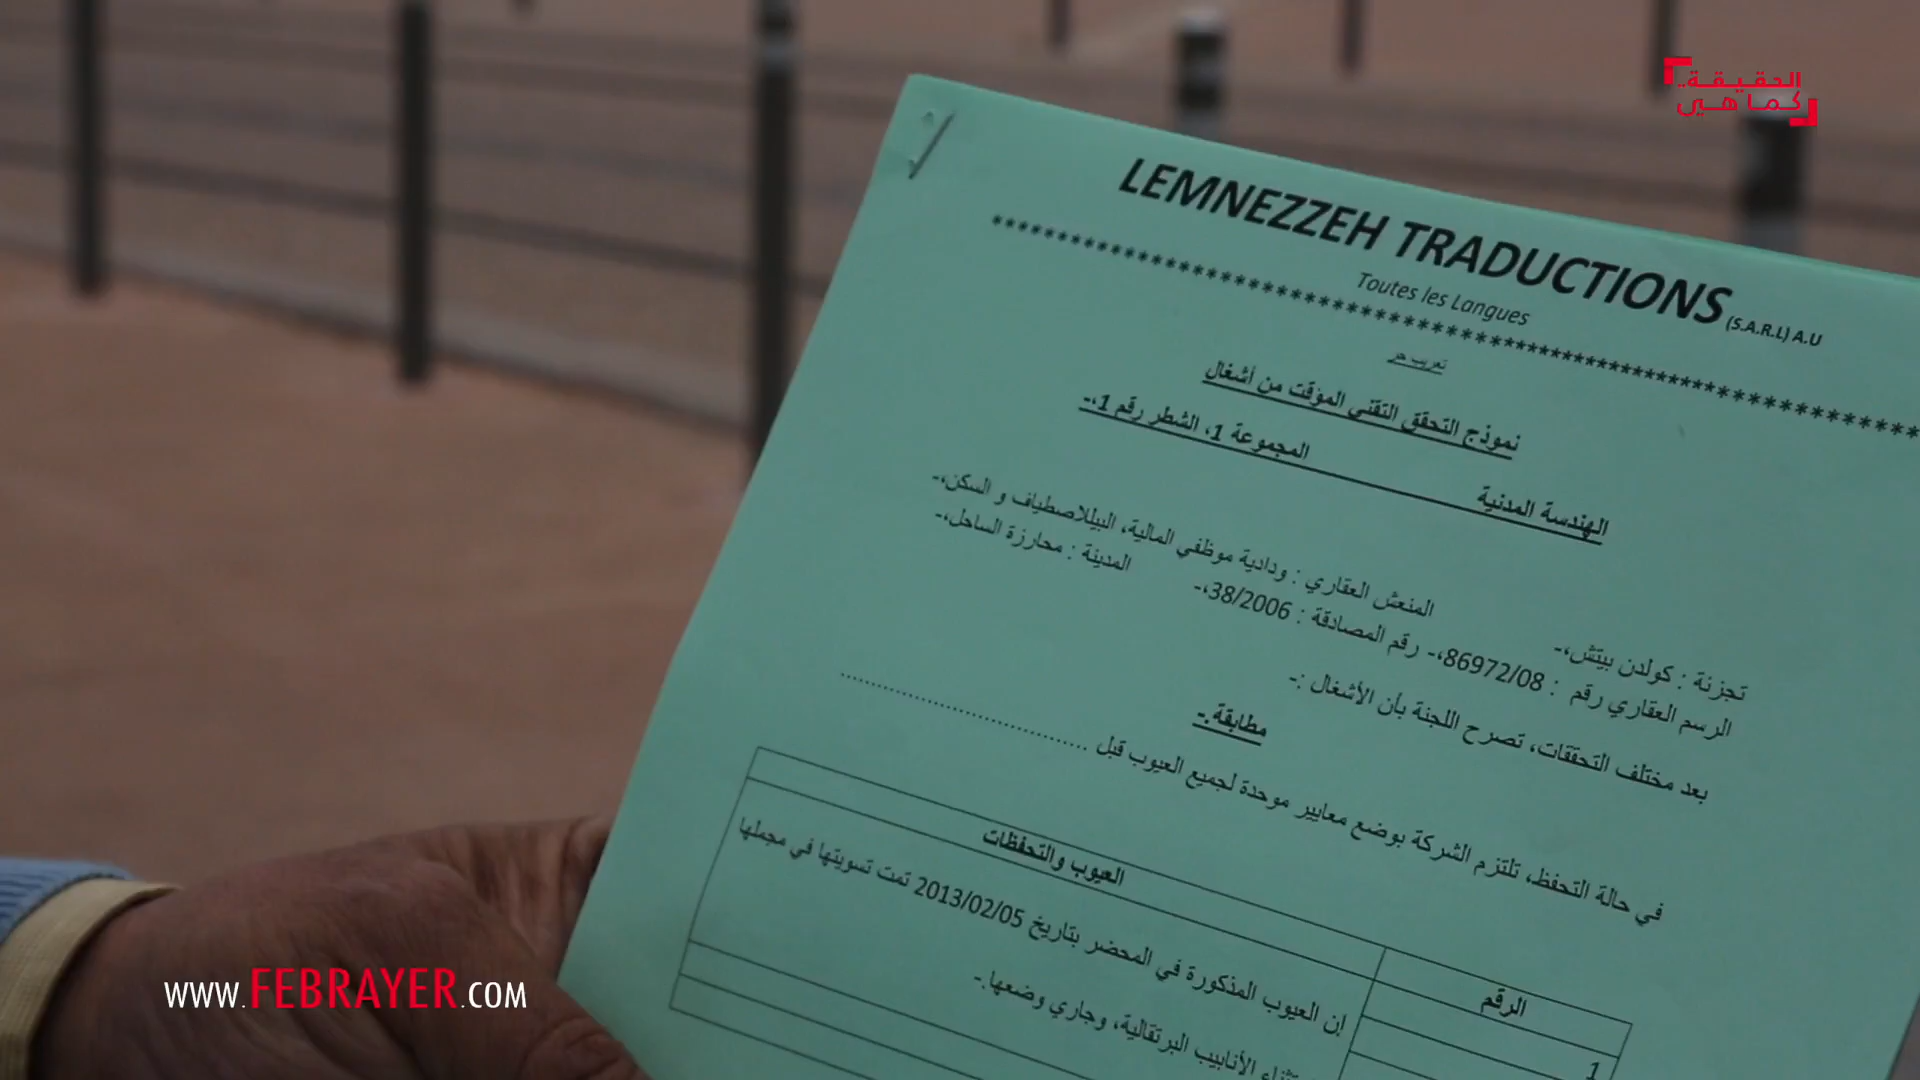 الحقيقة.
كما هي
LEMNEZZEH TRADUCTIONS (S.A.R.L) A.U
Toutes les Langues
تعريب حر
نموذج التحقق التقني المؤقت من أشغال
الهندسة المدنية المجموعة 1، الشطر رقم 1،-
المنعش العقاري : ودادية موظفي المالية، البيللاصطياف و السكن،-
تجزئة : كولدن بيتش،- المدينة : محارزة الساحل،-
الرسم العقاري رقم : 86972/08،- رقم المصادقة : 38/2006،-
بعد مختلف التحققات، تصرح اللجنة بأن الأشغال :-
مطابقة.-
في حالة التحفظ، تلتزم الشركة بوضع معايير موحدة لجميع العيوب قبل ..............................
الرقم العيوب والتحفظات
1 إن العيوب المذكورة في المحضر بتاريخ 2013/02/05 تمت تسويتها في مجملها
الأنابيب البرتقالية، وجاري وضعها.-
WWW.FEBRAYER.COM